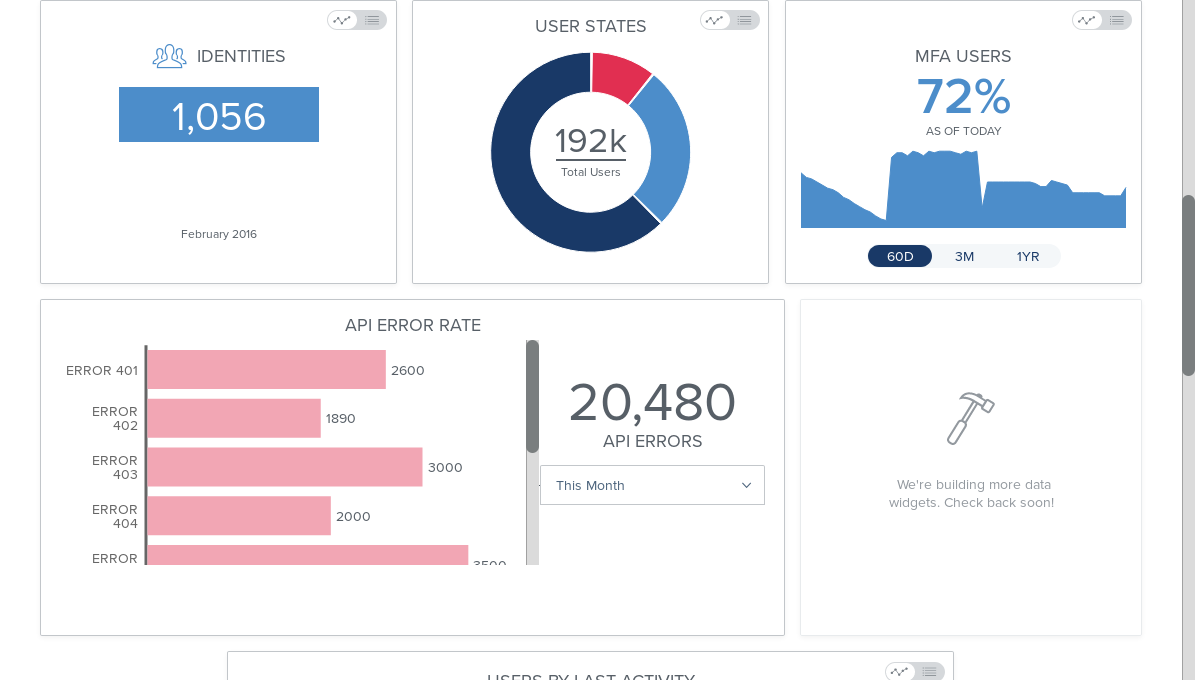 IDENTITIES
1,056
February 2016
USER STATES
192k
Total Users
MFA USERS
72%
AS OF TODAY
60D
3M
1YR
API ERROR RATE
ERROR 401
2600
ERROR
402
1890
ERROR
403
3000
ERROR
404
2000
ERROR
3500
20,480
API ERRORS
This Month
We're building more data
widgets. Check back soon!
USERS BY LAST ACTIVITY